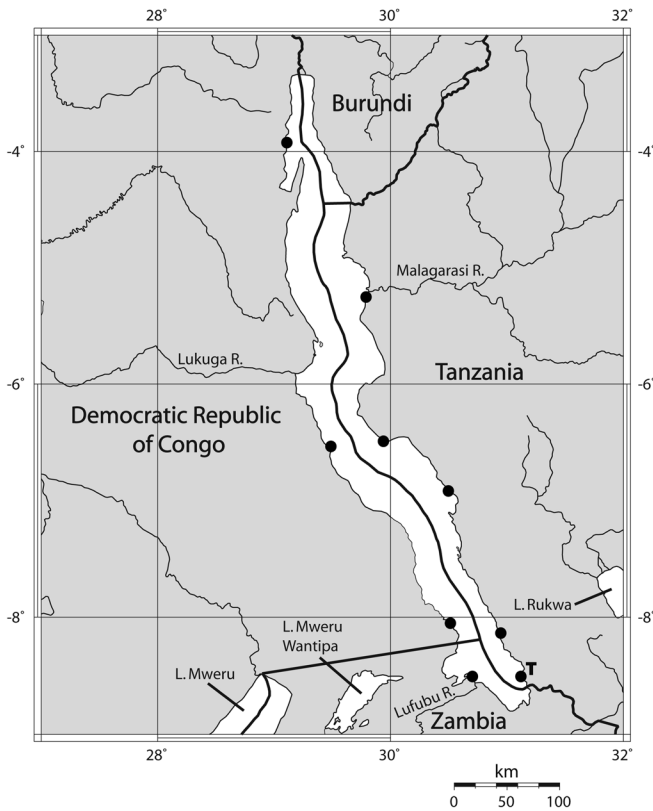 28˚
30˚
32˚
Burundi
-4˚
-4˚
Malagarasi R.
Lukuga R.
Tanzania
-6˚
-6˚
Democratic Republic
of Congo
L. Rukwa
-8˚
-8˚
L. Mweru
Wantipa
L. Mweru
T
Lufubu R.
Zambia
28˚
30˚
32˚
km
0 50 100